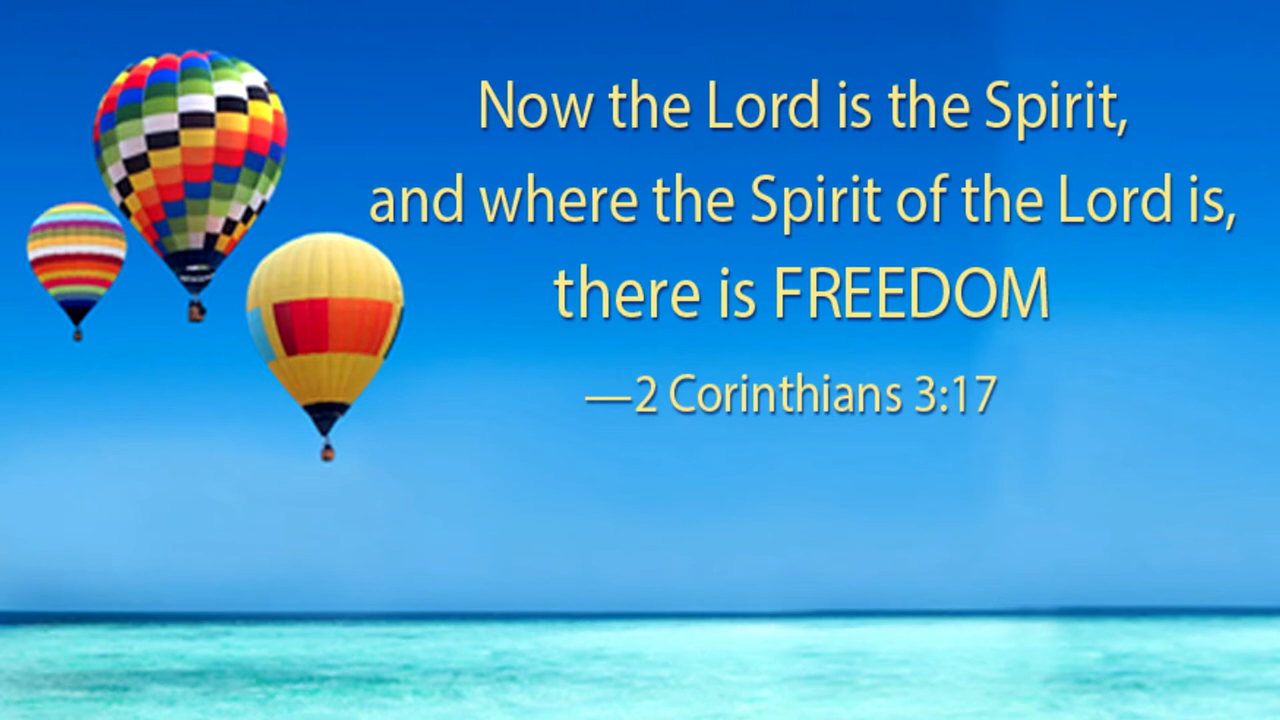 Now the Lord is the Spirit,
and where the Spirit of the Lord is,
there is FREEDOM
—2 Corinthians 3:17